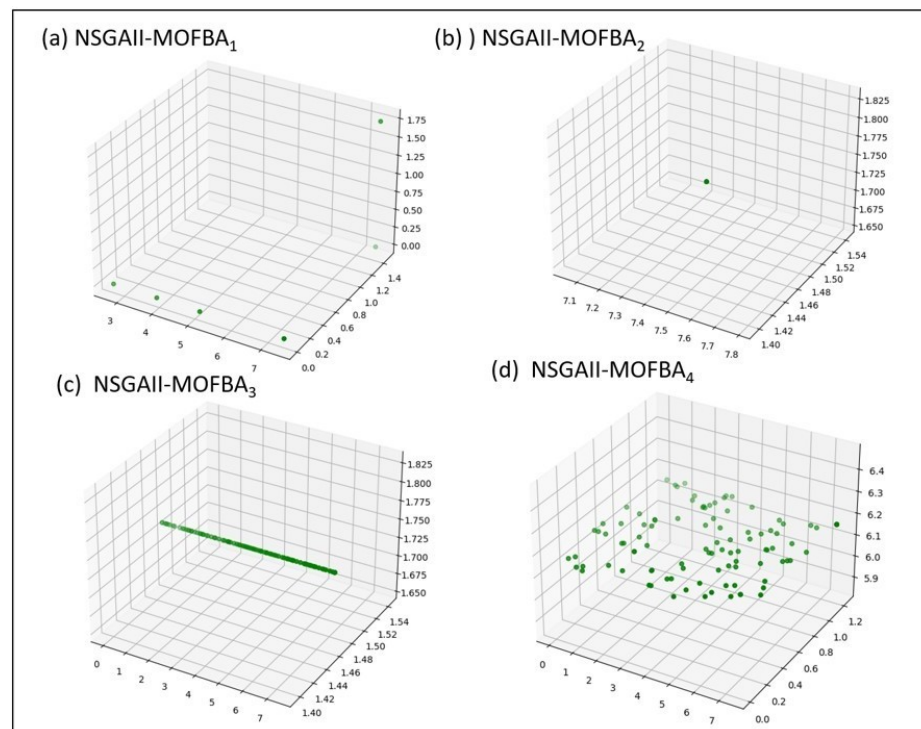 (a) NSGAII-MOFBA1
1.75
1.50
1.25
1.00
0.75
0.50
0.25
0.00
3 4 5 6 7
0.0 0.2 0.4 0.6 0.8 1.0 1.2 1.4
(b) ) NSGAII-MOFBA2
1.825
1.800
1.775
1.750
1.725
1.700
1.675
1.650
7.1 7.2 7.3 7.4 7.5 7.6 7.7 7.8
1.40 1.42 1.44 1.46 1.48 1.50 1.52 1.54
(c) NSGAII-MOFBA3
1.825
1.800
1.775
1.750
1.725
1.700
1.675
1.650
0 1 2 3 4 5 6 7
1.40 1.42 1.44 1.46 1.48 1.50 1.52 1.54
(d) NSGAII-MOFBA4
6.4
6.3
6.2
6.1
6.0
5.9
0 1 2 3 4 5 6 7
0.0 0.2 0.4 0.6 0.8 1.0 1.2